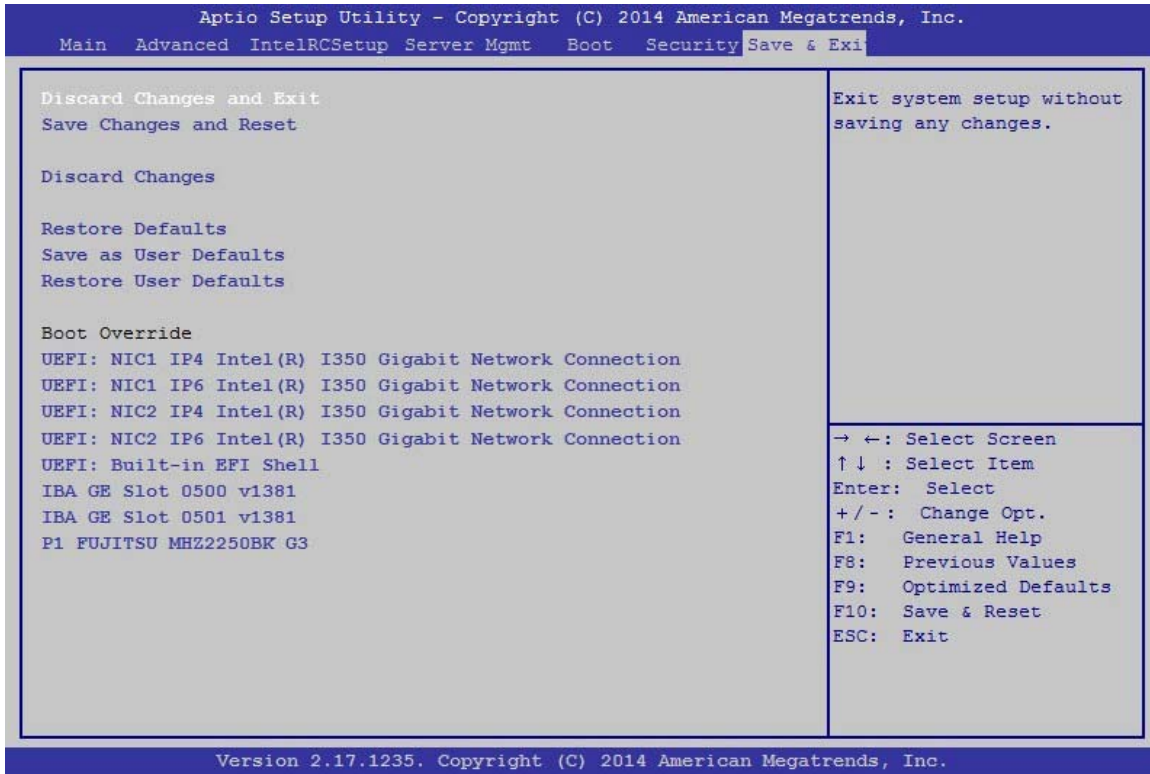 Aptio Setup Utility – Copyright (C) 2014 American Megatrends, Inc.
Main Advanced IntelRCSetup Server Mgmt Boot Security Save & Exi
Discard Changes and Exit
Save Changes and Reset
Discard Changes
Restore Defaults
Save as User Defaults
Restore User Defaults
Boot Override
UEFI: NIC1 IP4 Intel(R) I350 Gigabit Network Connection
UEFI: NIC1 IP6 Intel(R) I350 Gigabit Network Connection
UEFI: NIC2 IP4 Intel(R) I350 Gigabit Network Connection
UEFI: NIC2 IP6 Intel(R) I350 Gigabit Network Connection
UEFI: Built-in EFI Shell
IBA GE Slot 0500 v1381
IBA GE Slot 0501 v1381
P1 FUJITSU MHZ2250BK G3
Exit system setup without
saving any changes.
→ ←: Select Screen
↑↓ : Select Item
Enter: Select
+/-: Change Opt.
F1: General Help
F8: Previous Values
F9: Optimized Defaults
F10: Save & Reset
ESC: Exit
Version 2.17.1235. Copyright (C) 2014 American Megatrends, Inc.